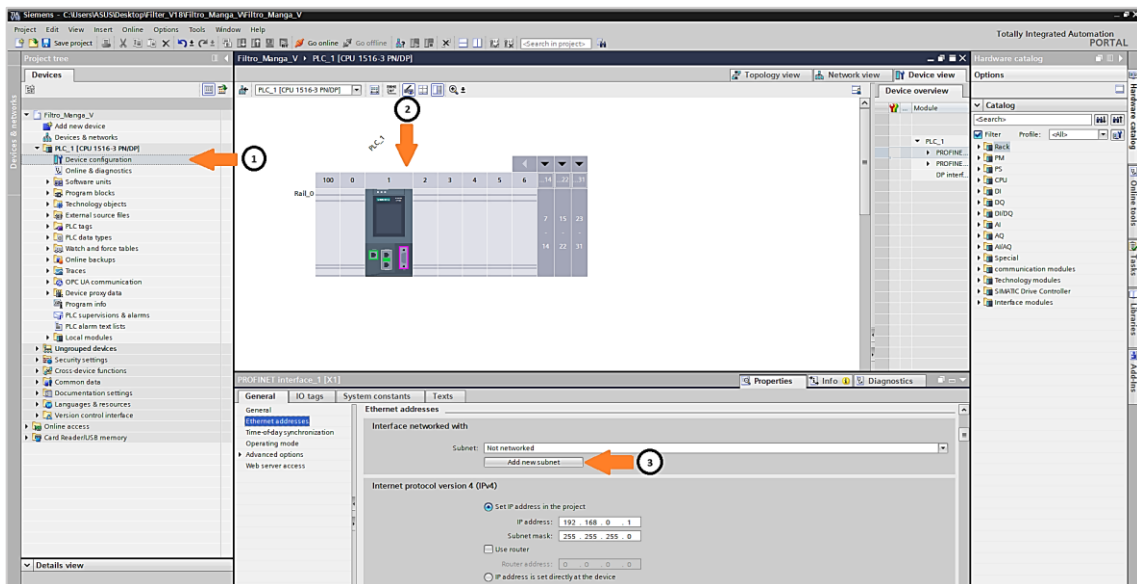 Siemens - C:\Users\ASUS\Desktop\Filter_V18\Filtro_Manga_V\Filtro_Manga_V
Project Edit View Insert Online Options Tools Window Help
Totally Integrated Automation
PORTAL
Save project Go online Go offline <Search in project>
Project tree
Filtro_Manga_V ▸ PLC_1 [CPU 1516-3 PN/DP]
Hardware catalog
Devices
Topology view Network view Device view
Options
PLC_1 [CPU 1516-3 PN/DP]
Device overview
Module
Catalog
<Search>
Filter Profile: <All>
Devices & networks
Filtro_Manga_V
Add new device
Devices & networks
PLC_1 [CPU 1516-3 PN/DP]
Device configuration
Online & diagnostics
Software units
Program blocks
Technology objects
External source files
PLC tags
PLC data types
Watch and force tables
Online backups
Traces
OPC UA communication
Device proxy data
Program info
PLC supervisions & alarms
PLC alarm text lists
Local modules
Ungrouped devices
Security settings
Cross-device functions
Common data
Documentation settings
Languages & resources
Version control interface
Online access
Card Reader/USB memory
Details view
1
2
PLC_1
100 0 1 2 3 4 5 6 ...14 ...22 ...31
Rail_0
7 15 23
14 22 31
PLC_1
PROFINE...
PROFINE...
DP interf...
Rack
PM
PS
CPU
DI
DQ
DI/DQ
AI
AQ
AI/AQ
Special
communication modules
Technology modules
SIMATIC Drive Controller
Interface modules
Hardware catalog
Online tools
Tasks
Libraries
Add-Ins
PROFINET interface_1 [X1]
Properties Info Diagnostics
General IO tags System constants Texts
General
Ethernet addresses
Time-of-day synchronization
Operating mode
Advanced options
Web server access
Ethernet addresses
Interface networked with
Subnet: Not networked
Add new subnet
3
Internet protocol version 4 (IPv4)
Set IP address in the project
IP address: 192 . 168 . 0 . 1
Subnet mask: 255 . 255 . 255 . 0
Use router
Router address: 0 . 0 . 0 . 0
IP address is set directly at the device